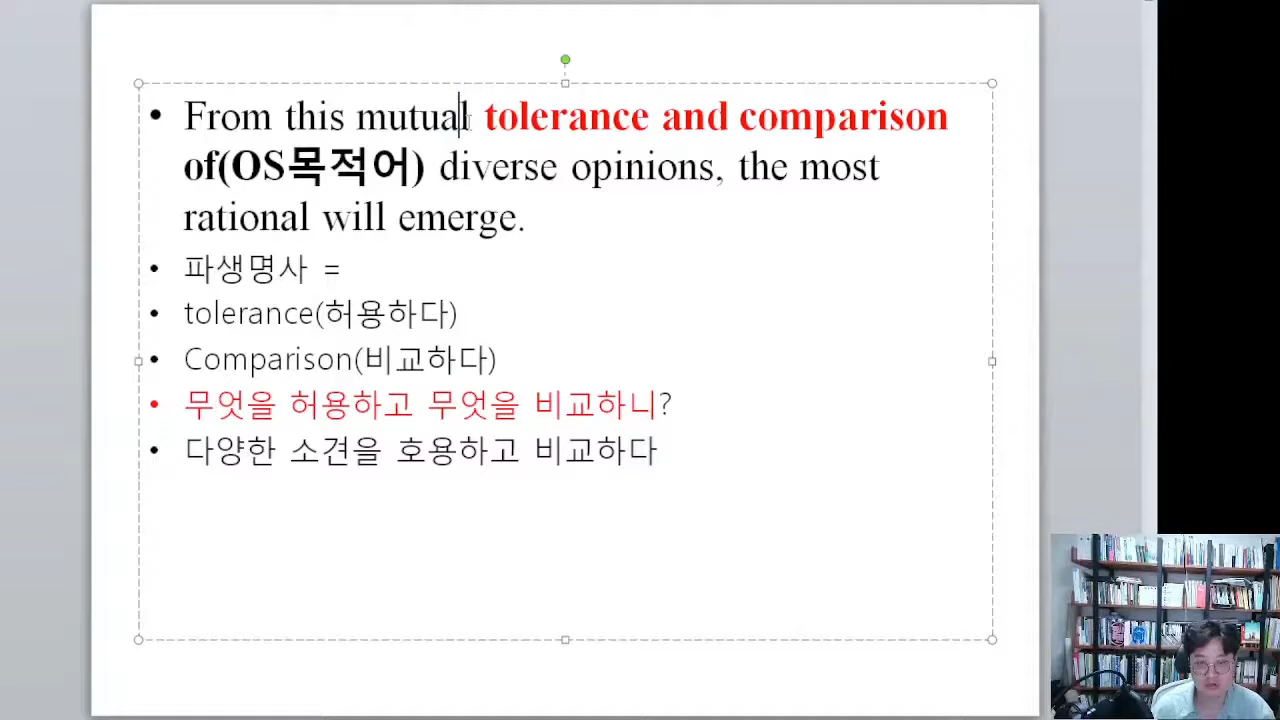 • From this mutual tolerance and comparison
of(OS목적어) diverse opinions, the most
rational will emerge.
• 파생명사 =
• tolerance(허용하다)
• Comparison(비교하다)
• 무엇을 허용하고 무엇을 비교하니?
• 다양한 소견을 호용하고 비교하다